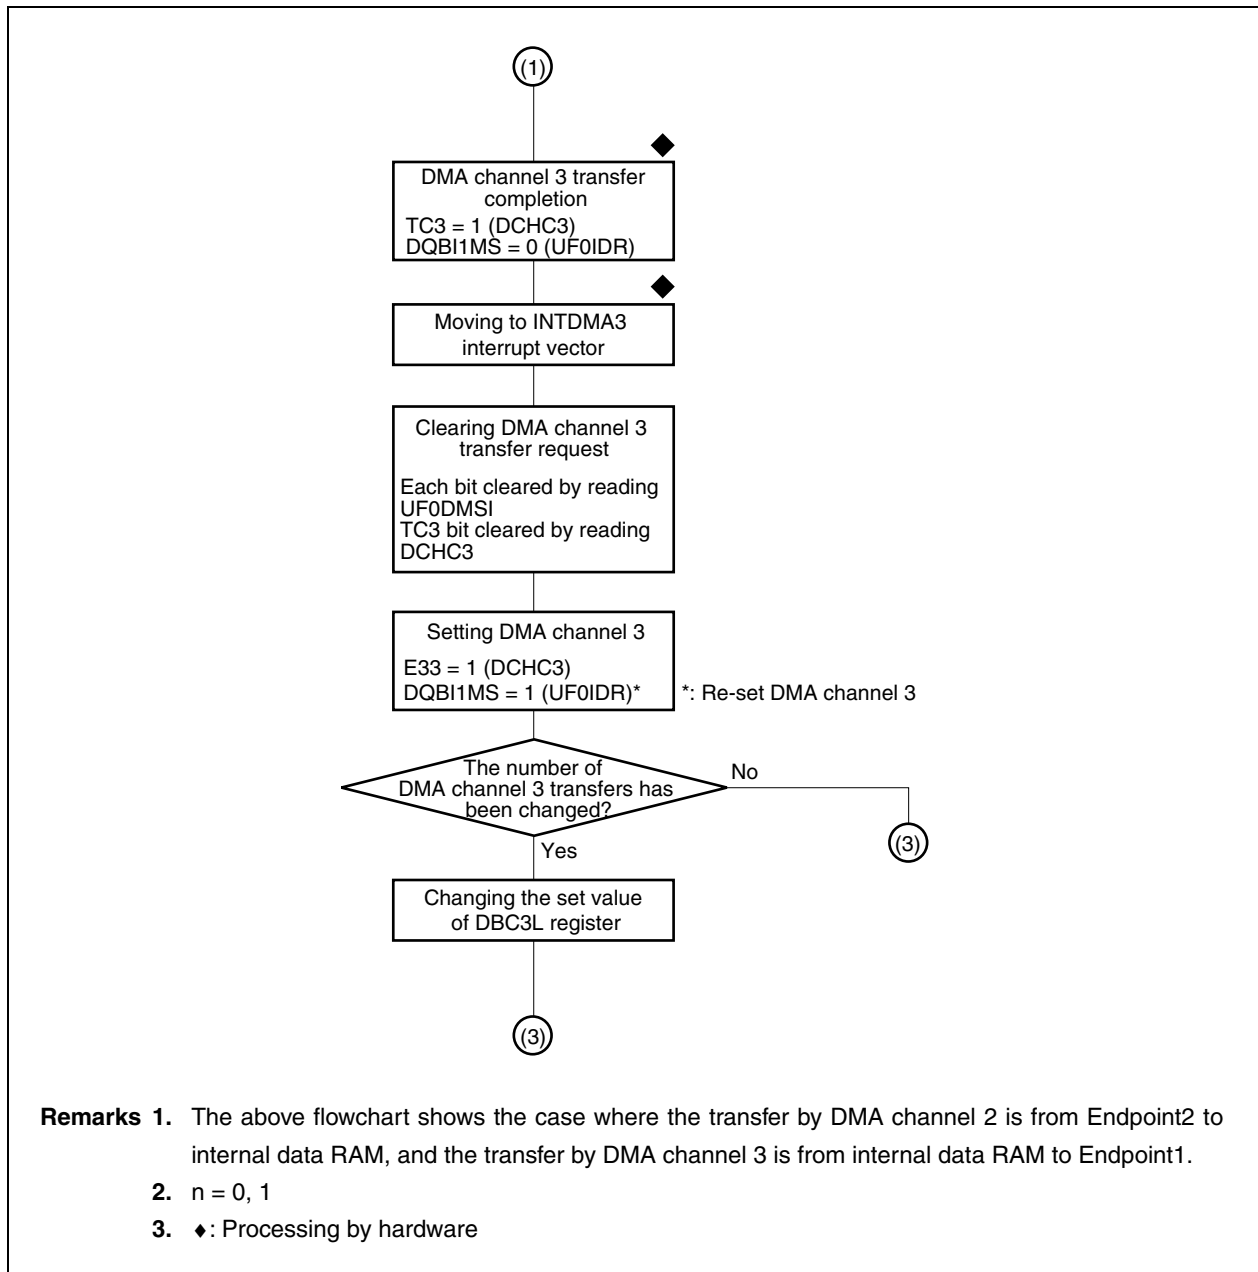 (1)
DMA channel 3 transfer
completion
TC3 = 1 (DCHC3)
DQBI1MS = 0 (UF0IDR)
Moving to INTDMA3
interrupt vector
Clearing DMA channel 3
transfer request
Each bit cleared by reading
UF0DMSI
TC3 bit cleared by reading
DCHC3
Setting DMA channel 3
E33 = 1 (DCHC3)
DQBI1MS = 1 (UF0IDR)* *: Re-set DMA channel 3
The number of
DMA channel 3 transfers has
been changed?
No
(3)
Yes
Changing the set value
of DBC3L register
(3)
Remarks 1. The above flowchart shows the case where the transfer by DMA channel 2 is from Endpoint2 to
internal data RAM, and the transfer by DMA channel 3 is from internal data RAM to Endpoint1.
2. n = 0, 1
3. ♦: Processing by hardware